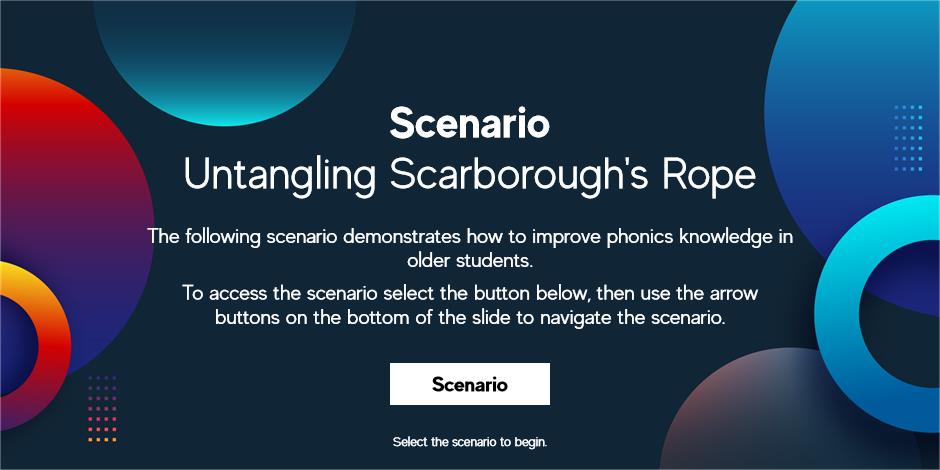 Scenario
Untangling Scarborough's Rope
The following scenario demonstrates how to improve phonics knowledge in
older students.
To access the scenario select the button below, then use the arrow
buttons on the bottom of the slide to navigate the scenario.
Scenario
Select the scenario to begin.